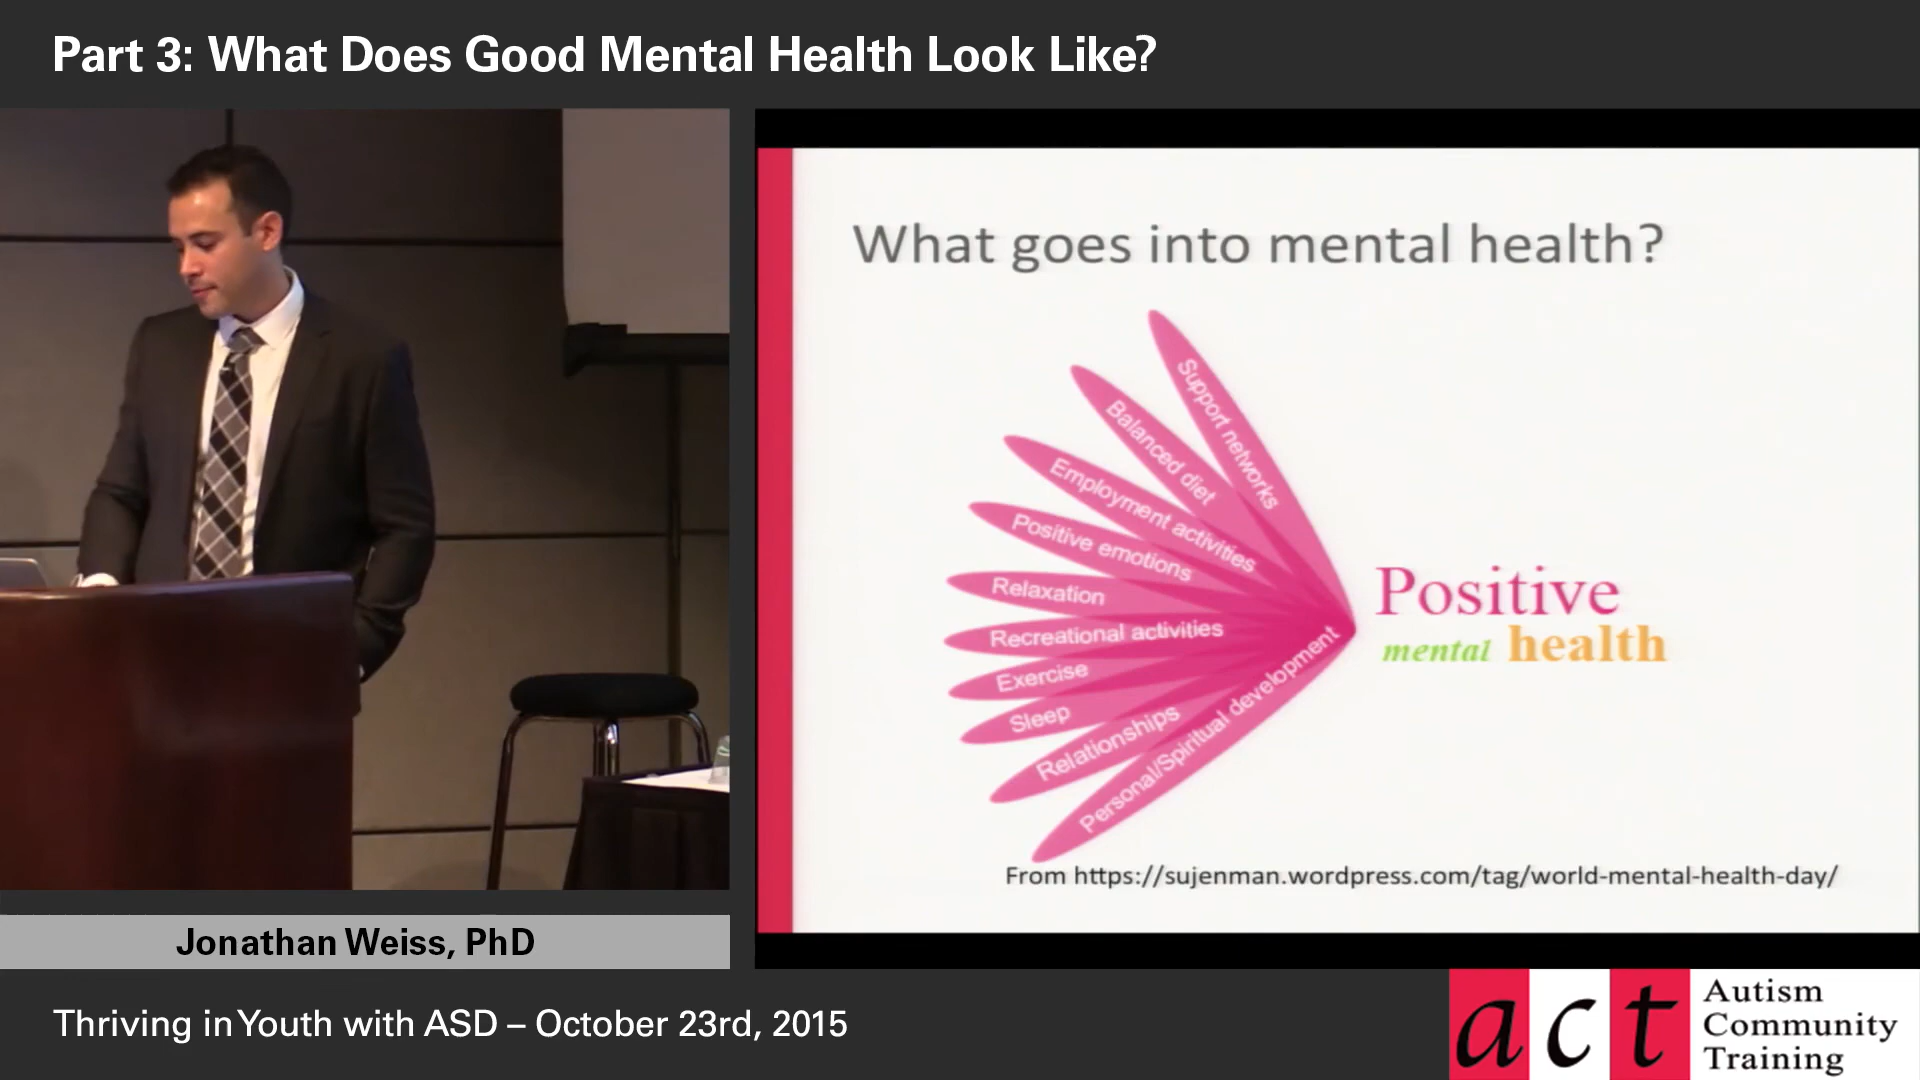 Part 3: What Does Good Mental Health Look Like?
What goes into mental health?
Support networks
Balanced diet
Employment activities
Positive emotions
Relaxation
Recreational activities
Exercise
Sleep
Relationships
Personal/Spiritual development
Positive
mental health
From https://sujenman.wordpress.com/tag/world-mental-health-day/
Jonathan Weiss, PhD
Thriving in Youth with ASD – October 23rd, 2015
act
Autism
Community
Training